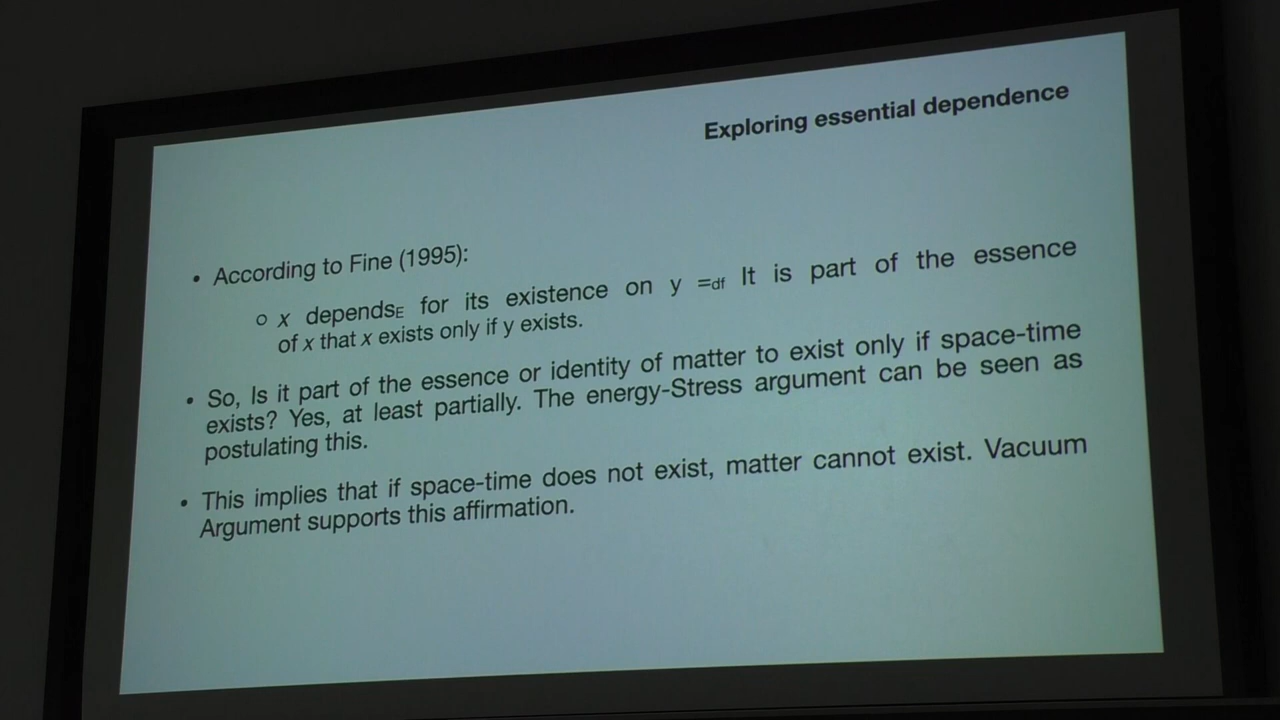 Exploring essential dependence
• According to Fine (1995):
o x dependsE for its existence on y =df It is part of the essence
of x that x exists only if y exists.
• So, Is it part of the essence or identity of matter to exist only if space-time
exists? Yes, at least partially. The energy-Stress argument can be seen as
postulating this.
• This implies that if space-time does not exist, matter cannot exist. Vacuum
Argument supports this affirmation.